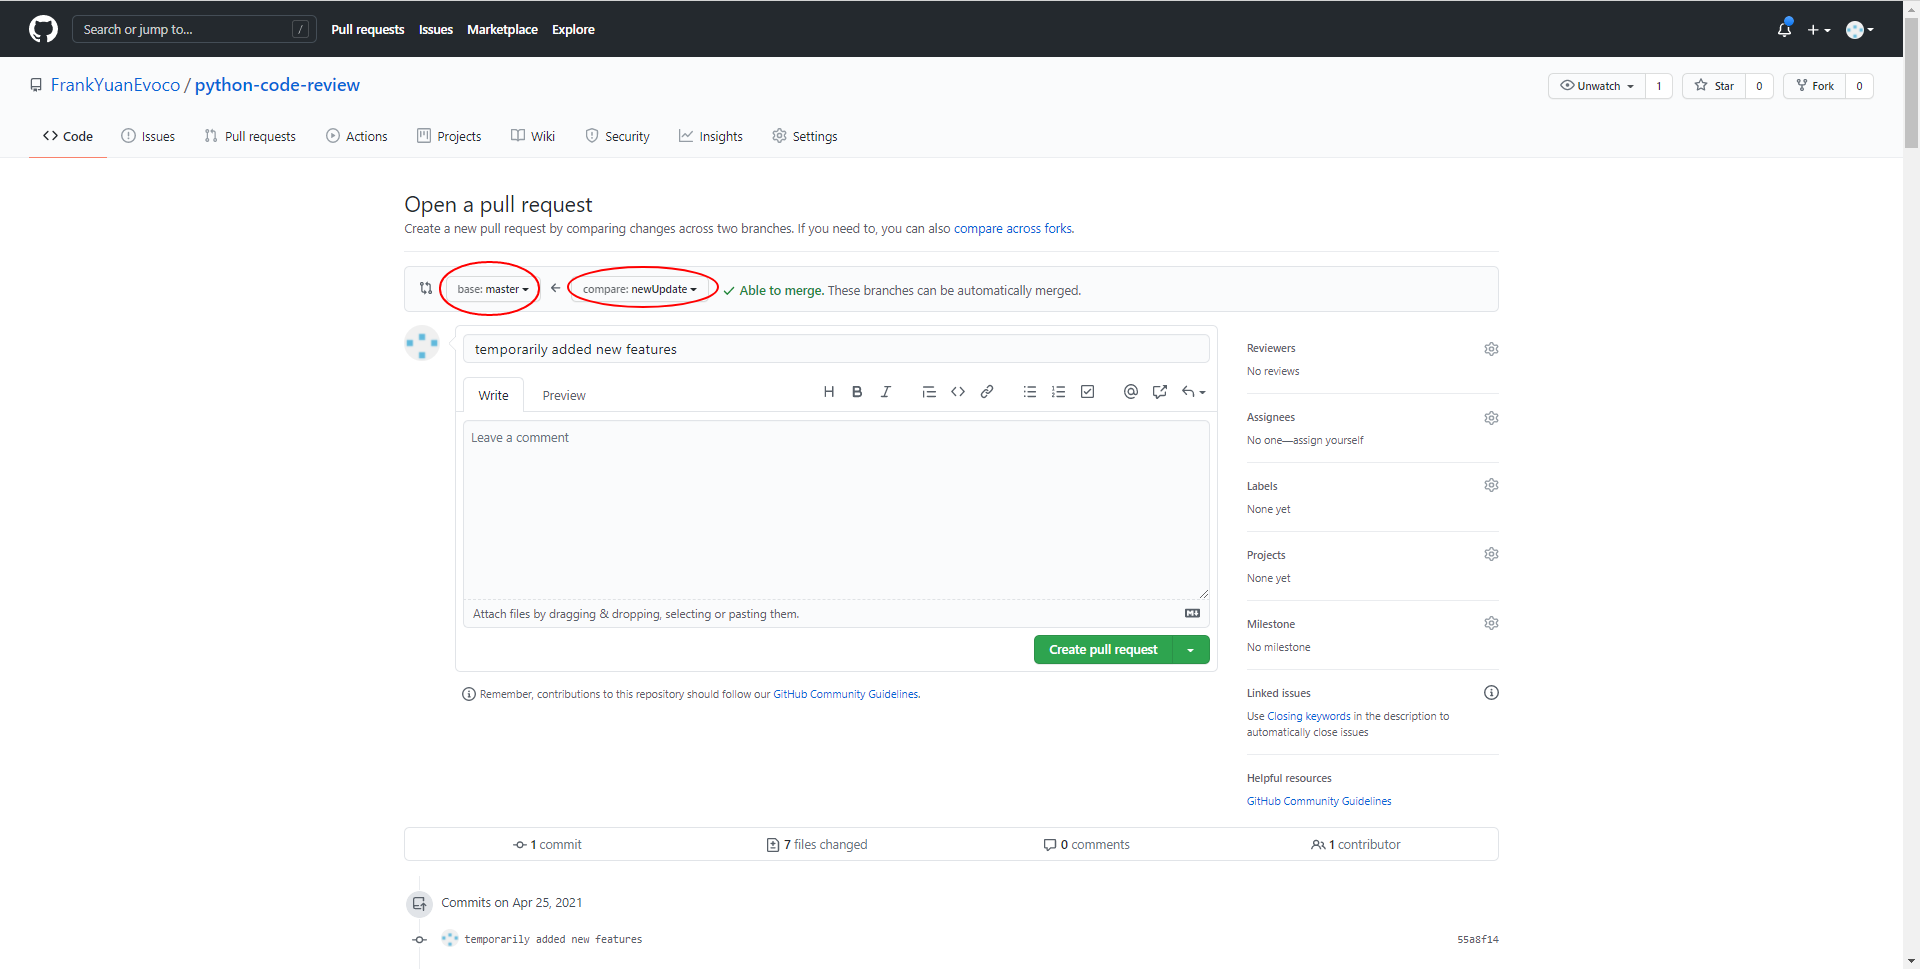 Search or jump to... /
Pull requests Issues Marketplace Explore
FrankYuanEvoco / python-code-review
Unwatch 1 Star 0 Fork 0
Code Issues Pull requests Actions Projects Wiki Security Insights Settings
Open a pull request
Create a new pull request by comparing changes across two branches. If you need to, you can also compare across forks.
base: master compare: newUpdate Able to merge. These branches can be automatically merged.
temporarily added new features
Write Preview
Leave a comment
Attach files by dragging & dropping, selecting or pasting them.
Create pull request
Remember, contributions to this repository should follow our GitHub Community Guidelines.
Reviewers
No reviews
Assignees
No one—assign yourself
Labels
None yet
Projects
None yet
Milestone
No milestone
Linked issues
Use Closing keywords in the description to
automatically close issues
Helpful resources
GitHub Community Guidelines
1 commit 7 files changed 0 comments 1 contributor
Commits on Apr 25, 2021
temporarily added new features 55a8f14